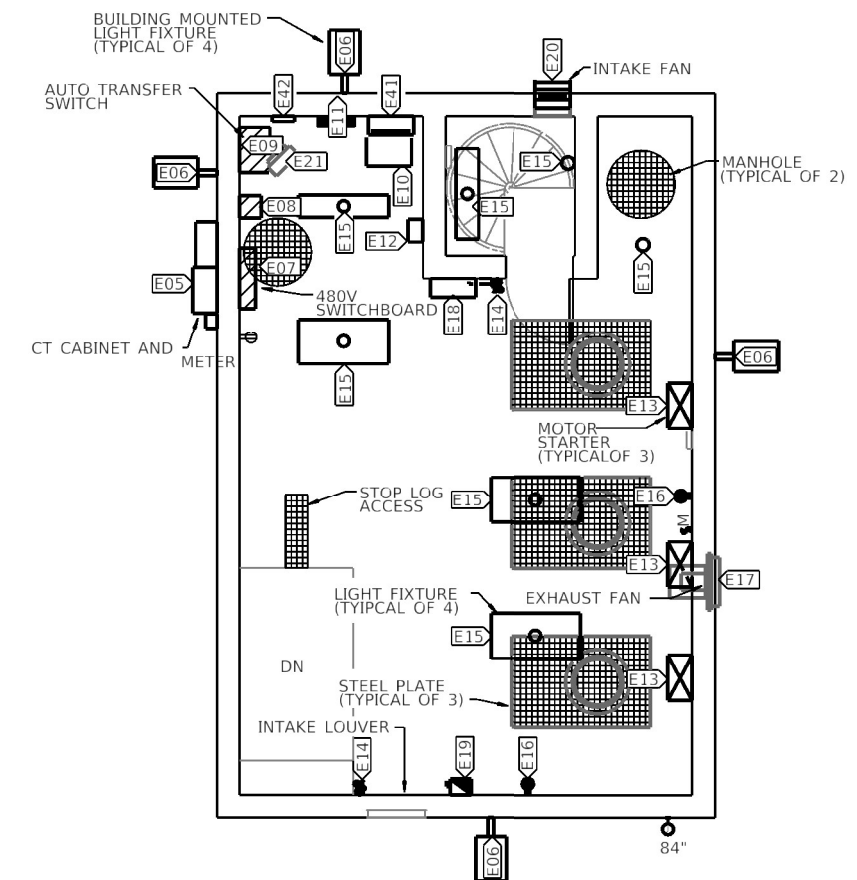 BUILDING MOUNTED
LIGHT FIXTURE
(TYPICAL OF 4)
E06
E20
INTAKE FAN
AUTO TRANSFER
SWITCH
E42
E11
E41
E09
E21
E10
E15
MANHOLE
(TYPICAL OF 2)
E06
E08
E15
E15
E12
E15
E07
E05
480V
SWITCHBOARD
E18
E14
CT CABINET AND
METER
E15
E06
E13
MOTOR
STARTER
(TYPICALOF 3)
STOP LOG
ACCESS
E15
E16
M
E13
E17
LIGHT FIXTURE
(TYIPCAL OF 4)
EXHAUST FAN
E15
DN
STEEL PLATE
(TYPICAL OF 3)
E13
INTAKE LOUVER
E14
E19
E16
E06
84"